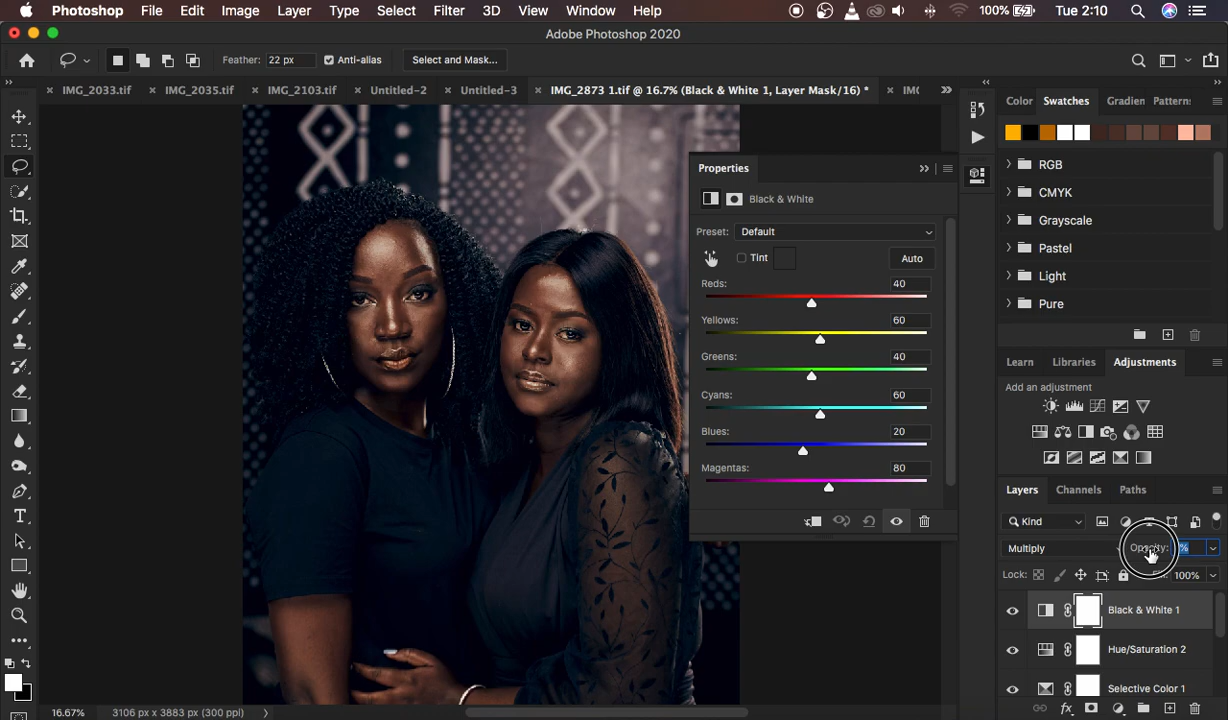 Photoshop File Edit Image Layer Type Select Filter 3D View Window Help 100% Tue 2:10
Adobe Photoshop 2020
Feather: 22 px Anti-alias Select and Mask...
IMG_2033.tif IMG_2035.tif IMG_2103.tif Untitled-2 Untitled-3 IMG_2873 1.tif @ 16.7% (Black & White 1, Layer Mask/16) *
Color Swatches Patterns
Properties
Black & White
Preset: Default
Tint Auto
Reds: 40
Yellows: 60
Greens: 40
Cyans: 60
Blues: 20
Magentas: 80
RGB
CMYK
Grayscale
Pastel
Light
Pure
Learn Libraries Adjustments
Add an adjustment
Layers Channels Paths
Kind
Multiply Opacity: %
Lock: 100%
Black & White 1
Hue/Saturation 2
Selective Color 1
16.67% 3106 px x 3883 px (300 ppi)